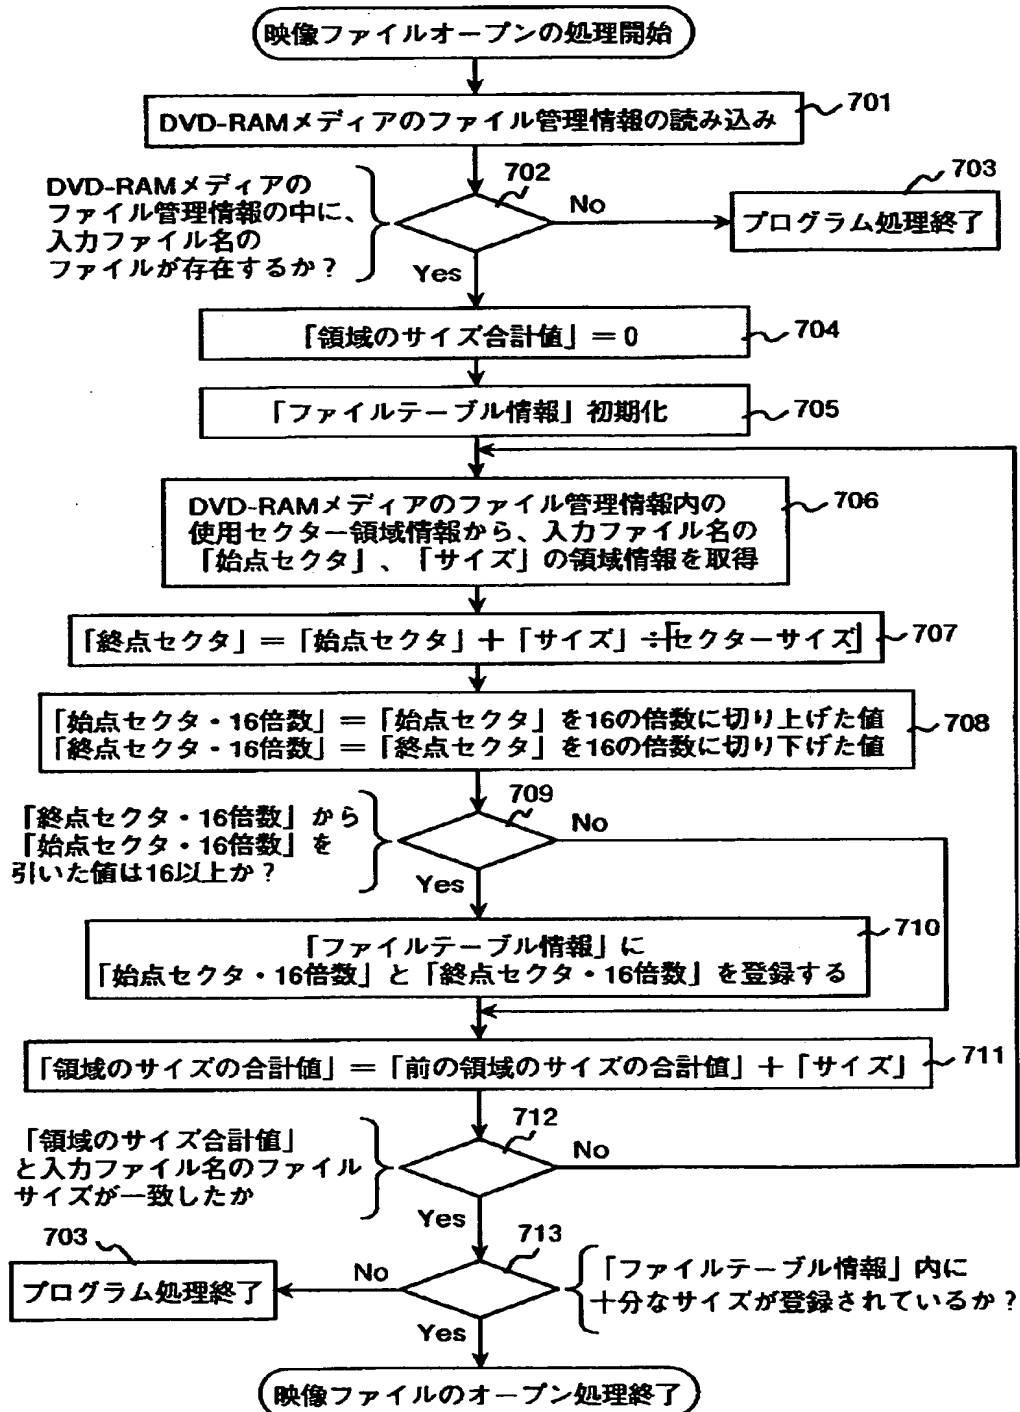 映像ファイルオープンの処理開始
DVD-RAMメディアのファイル管理情報の読み込み
701
DVD-RAMメディアの
ファイル管理情報の中に、
入力ファイル名の
ファイルが存在するか?
702
No
Yes
703
プログラム処理終了
「領域のサイズ合計値」=0
704
「ファイルテーブル情報」初期化
705
DVD-RAMメディアのファイル管理情報内の
使用セクター領域情報から、入力ファイル名の
「始点セクタ」、「サイズ」の領域情報を取得
706
「終点セクタ」=「始点セクタ」+「サイズ」÷「セクターサイズ」
707
「始点セクタ・16倍数」=「始点セクタ」を16の倍数に切り上げた値
「終点セクタ・16倍数」=「終点セクタ」を16の倍数に切り下げた値
708
「終点セクタ・16倍数」から
「始点セクタ・16倍数」を
引いた値は16以上か?
709
No
Yes
「ファイルテーブル情報」に
「始点セクタ・16倍数」と「終点セクタ・16倍数」を登録する
710
「領域のサイズの合計値」=「前の領域のサイズの合計値」+「サイズ」
711
「領域のサイズ合計値」
と入力ファイル名のファイル
サイズが一致したか
712
No
Yes
703
プログラム処理終了
No
713
「ファイルテーブル情報」内に
十分なサイズが登録されているか?
Yes
映像ファイルのオープン処理終了